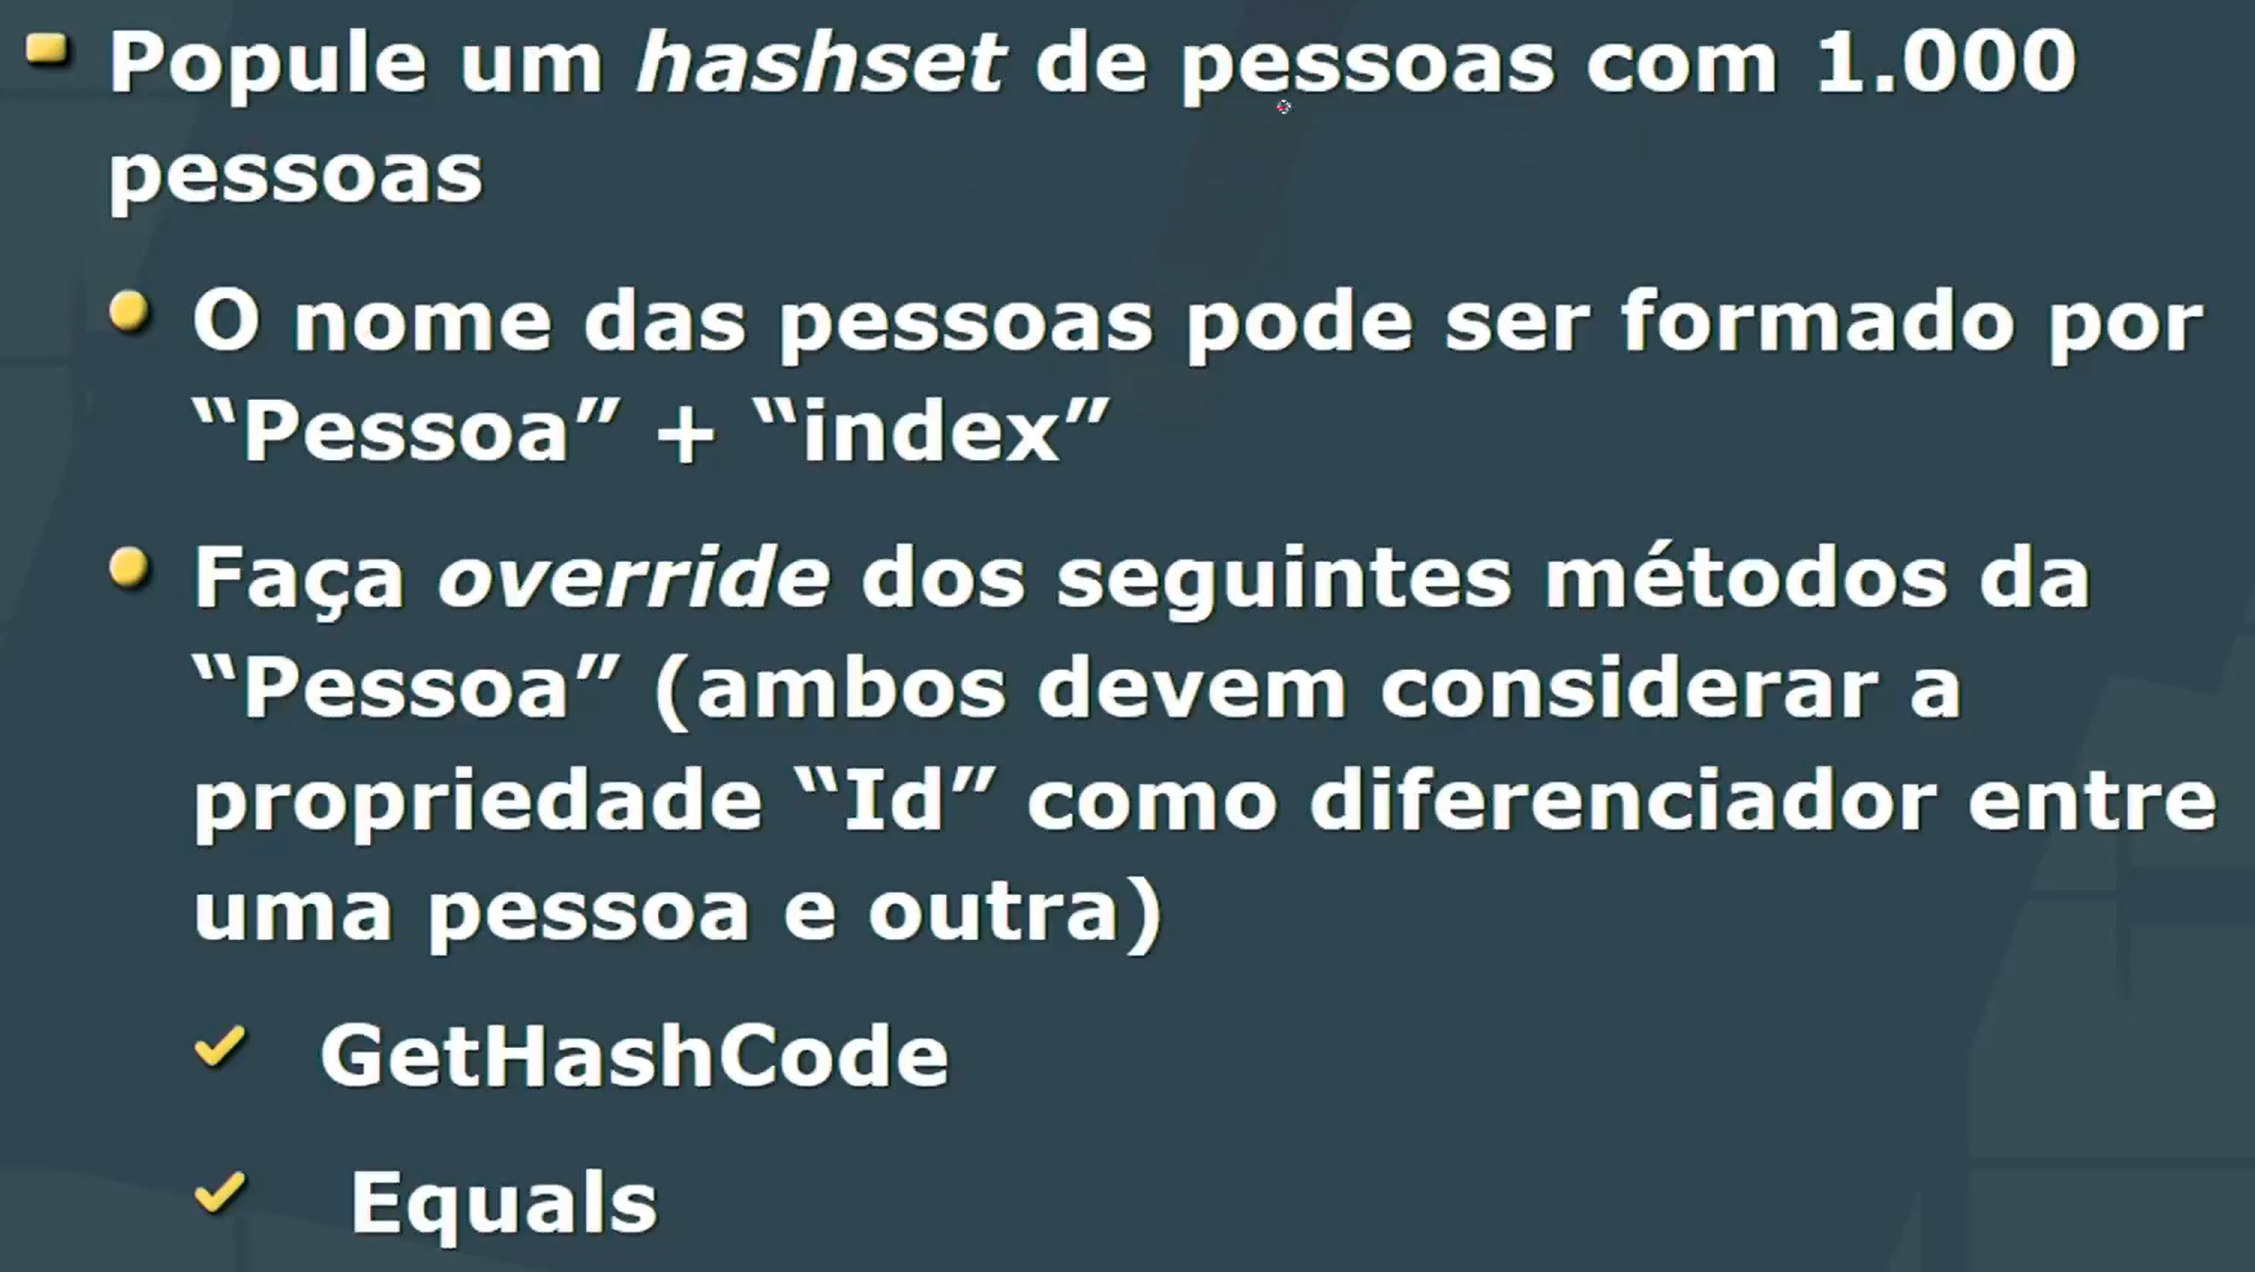 Popule um hashset de pessoas com 1.000
pessoas
O nome das pessoas pode ser formado por
“Pessoa” + “index”
Faça override dos seguintes métodos da
“Pessoa” (ambos devem considerar a
propriedade “Id” como diferenciador entre
uma pessoa e outra)
GetHashCode
Equals